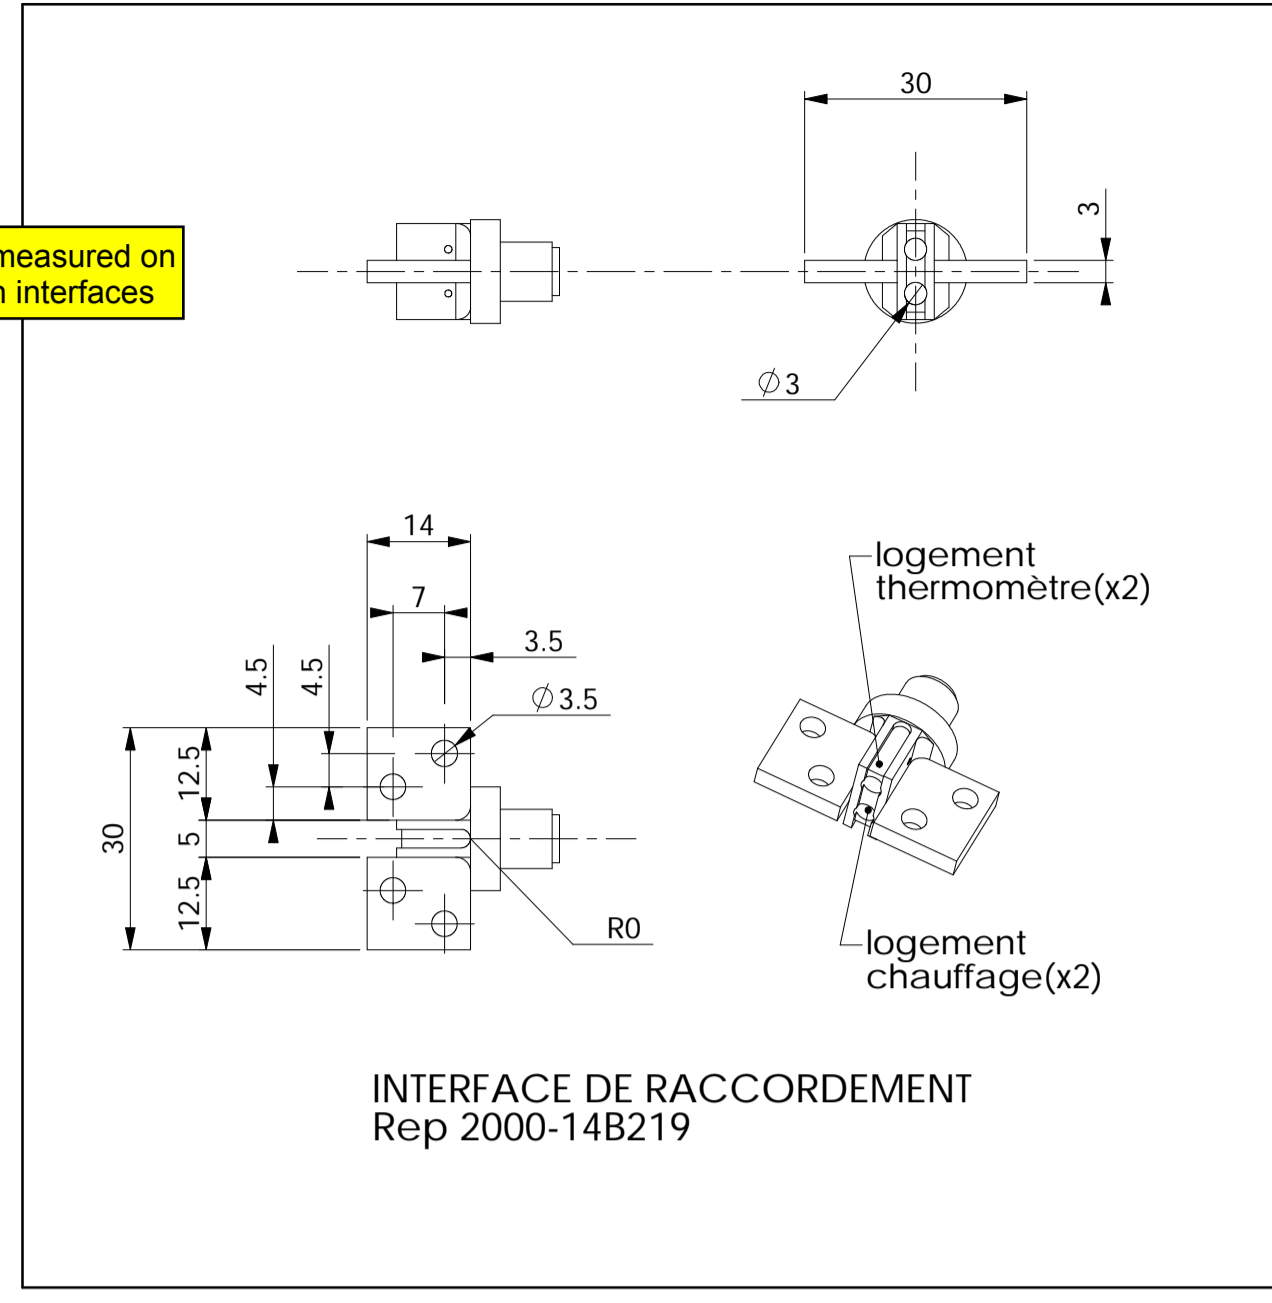 30
3
measured on
interfaces
⌀3
14
7
3.5
4.5
4.5
⌀3.5
12.5
5
12.5
30
R0
logement
thermomètre(x2)
logement
chauffage(x2)
INTERFACE DE RACCORDEMENT
Rep 2000-14B219